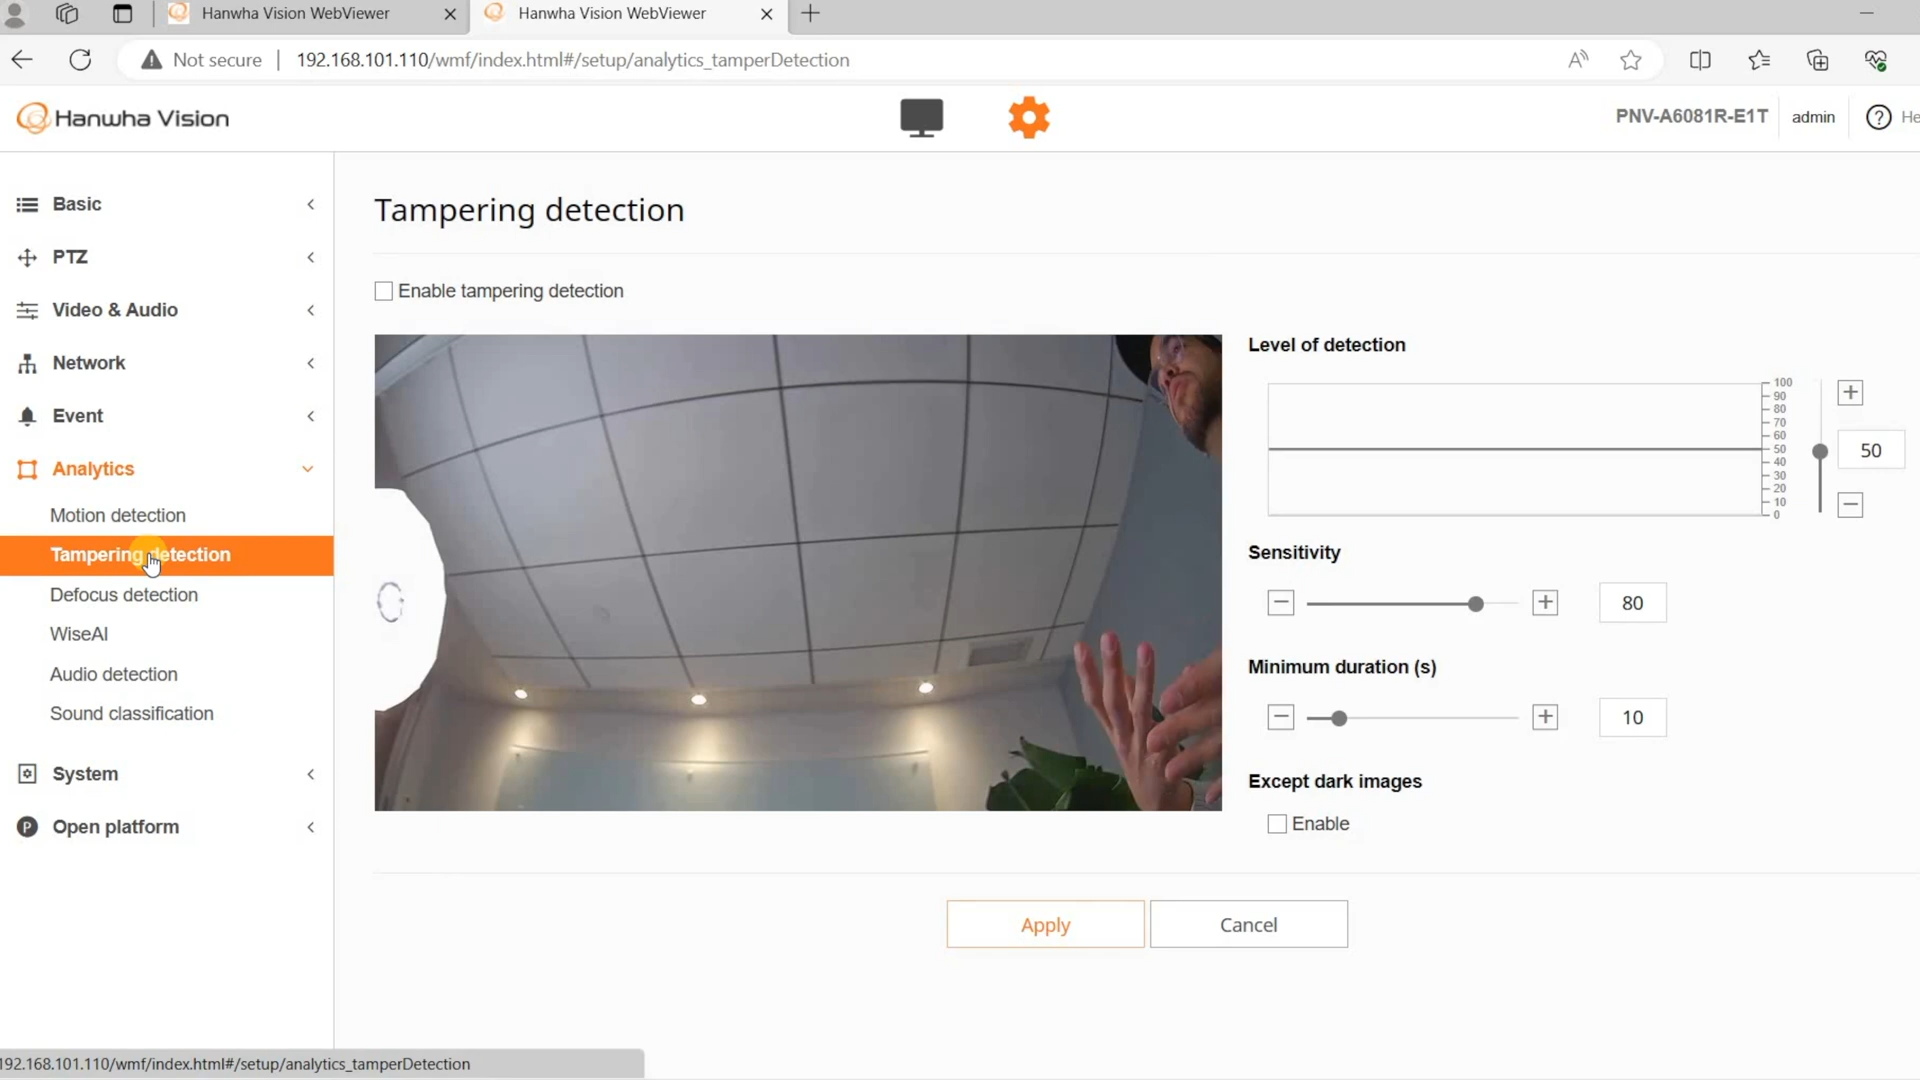 Hanwha Vision WebViewer
Hanwha Vision WebViewer
Not secure
192.168.101.110/wmf/index.html#/setup/analytics_tamperDetection
Hanwha Vision
PNV-A6081R-E1T
admin
? He
Basic
PTZ
Video & Audio
Network
Event
Analytics
Motion detection
Tampering detection
Defocus detection
WiseAI
Audio detection
Sound classification
System
P Open platform
Tampering detection
Enable tampering detection
Level of detection
100
90
80
70
60
50
40
30
20
10
0
50
Sensitivity
80
Minimum duration (s)
10
Except dark images
Enable
Apply
Cancel
192.168.101.110/wmf/index.html#/setup/analytics_tamperDetection